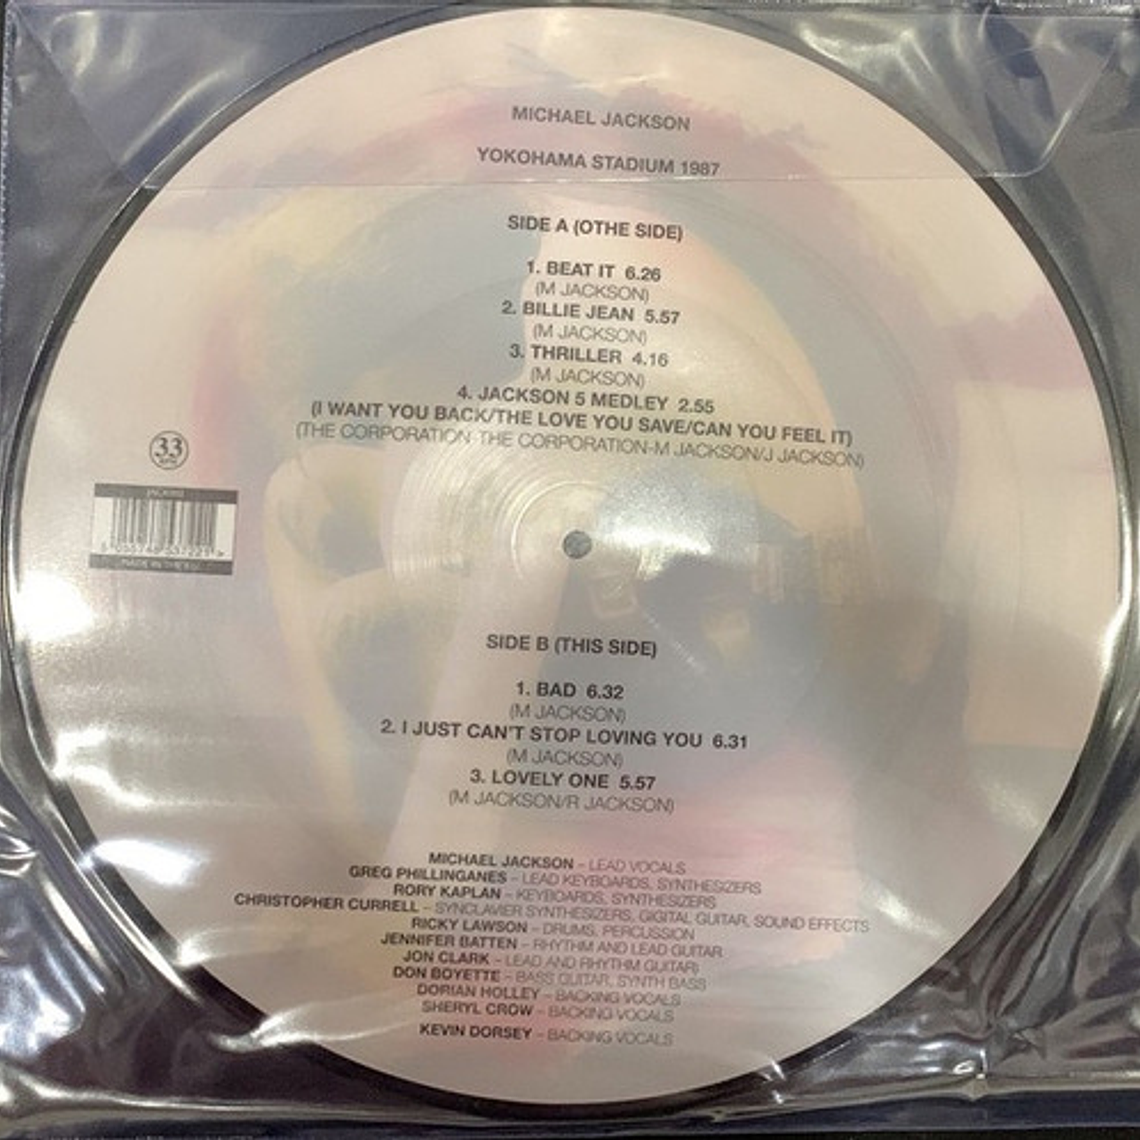 MICHAEL JACKSON
YOKOHAMA STADIUM 1987
SIDE A (OTHE SIDE)
1. BEAT IT 6.26
(M JACKSON)
2. BILLIE JEAN 5.57
(M JACKSON)
3. THRILLER 4.16
(M JACKSON)
4. JACKSON 5 MEDLEY 2.55
(I WANT YOU BACK/THE LOVE YOU SAVE/CAN YOU FEEL IT)
(THE CORPORATION-THE CORPORATION-M JACKSON/J JACKSON)
33
MADE IN THE
SIDE B (THIS SIDE)
1. BAD 6.32
(M JACKSON)
2. I JUST CAN'T STOP LOVING YOU 6.31
(M JACKSON)
3. LOVELY ONE 5.57
(M JACKSON/R JACKSON)
MICHAEL JACKSON – LEAD VOCALS
GREG PHILLINGANES – LEAD KEYBOARDS, SYNTHESIZERS
RORY KAPLAN – KEYBOARDS, SYNTHESIZERS
CHRISTOPHER CURRELL – SYNCLAVIER SYNTHESIZERS, GIGITAL GUITAR, SOUND EFFECTS
RICKY LAWSON – DRUMS, PERCUSSION
JENNIFER BATTEN – RHYTHM AND LEAD GUITAR
JON CLARK – LEAD AND RHYTHM GUITAR)
DON BOYETTE – BASS GUITAR, SYNTH BASS
DORIAN HOLLEY – BACKING VOCALS
SHERYL CROW – BACKING VOCALS
KEVIN DORSEY – BACKING VOCALS